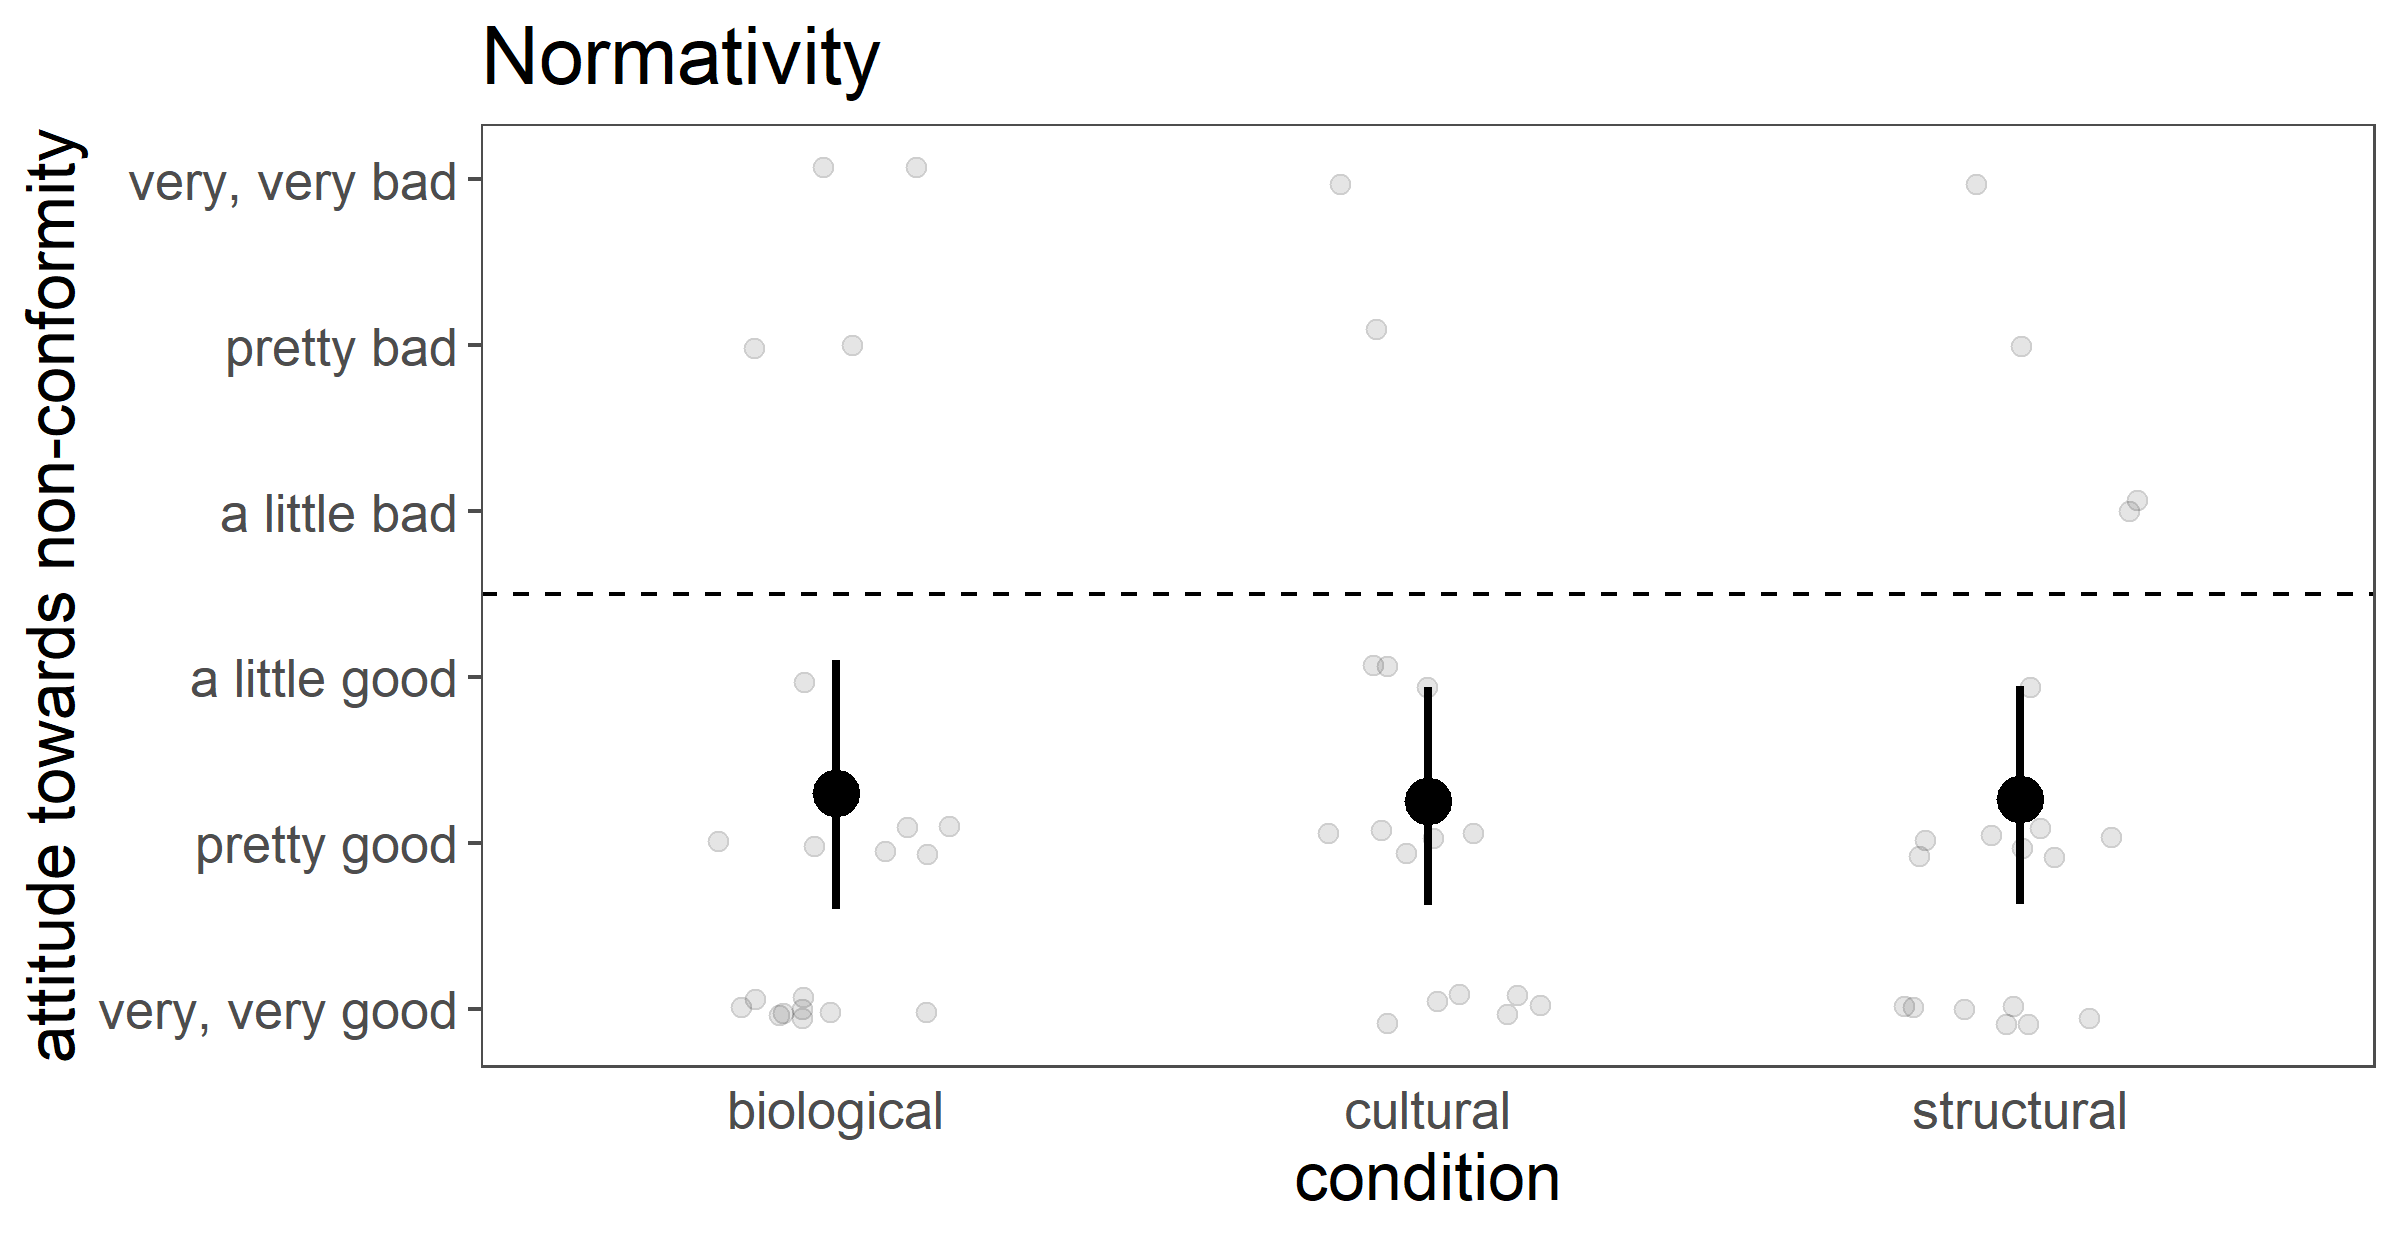 Normativity
attitude towards non-conformity
very, very bad
pretty bad
a little bad
a little good
pretty good
very, very good
biological
cultural
structural
condition